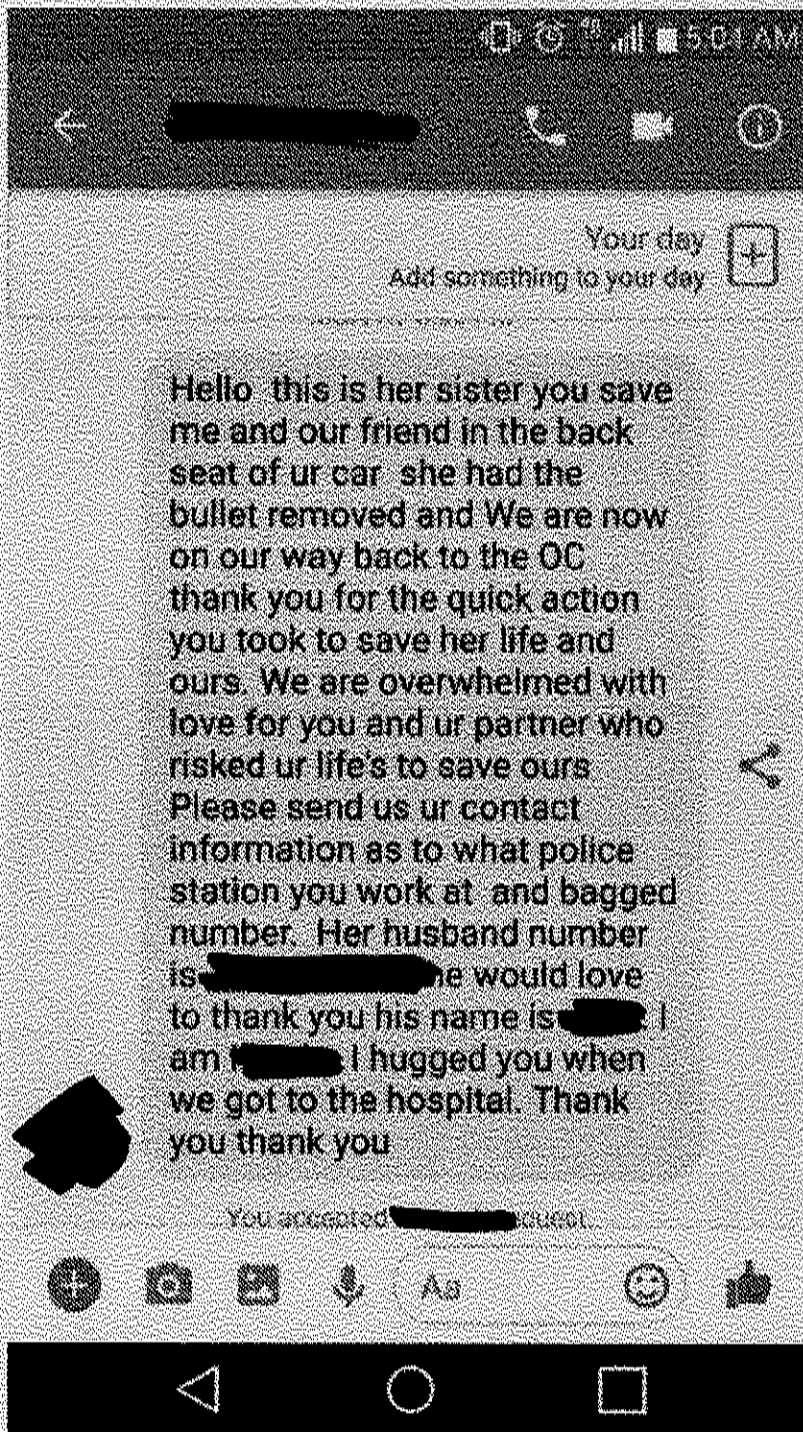 5:04 AM
Your day
Add something to your day
Hello this is her sister you save
me and our friend in the back
seat of ur car she had the
bullet removed and We are now
on our way back to the OC
thank you for the quick action
you took to save her life and
ours. We are overwhelmed with
love for you and ur partner who
risked ur life's to save ours
Please send us ur contact
information as to what police
station you work at and bagged
number. Her husband number
is he would love
to thank you his name is I
am I hugged you when
we got to the hospital. Thank
you thank you
You accepted request.
Aa